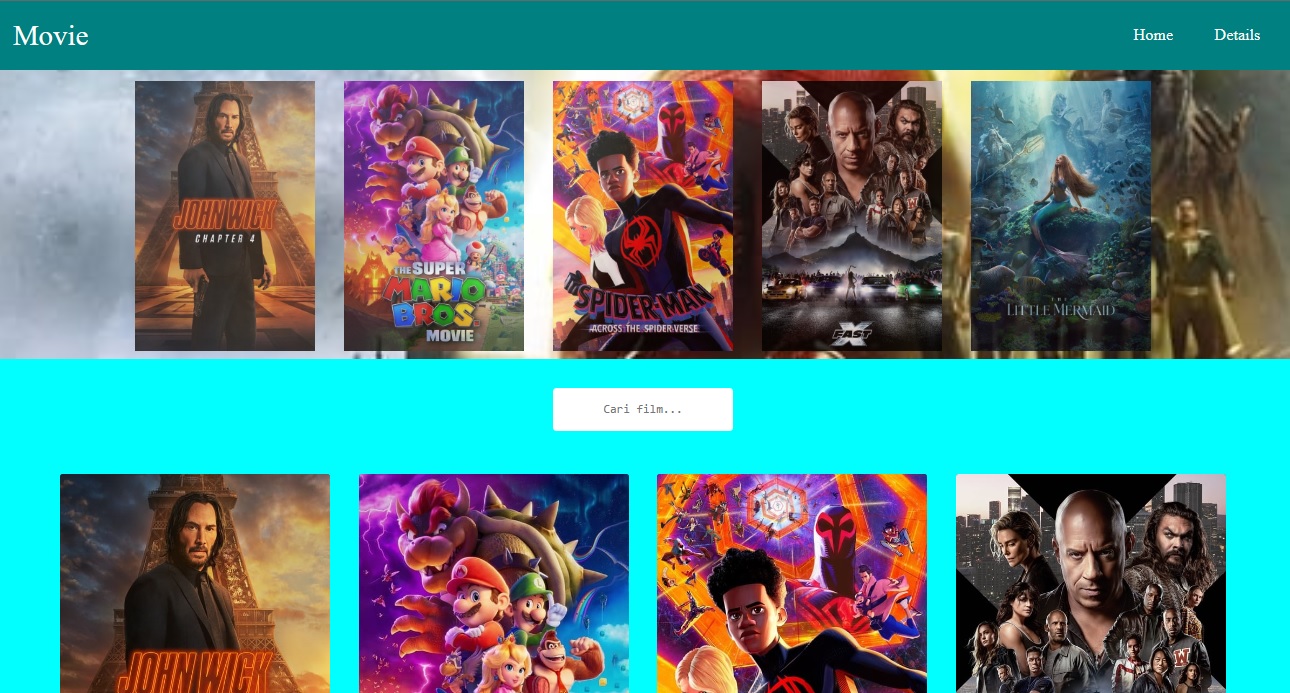 Movie
Home
Details
JOHN WICK
CHAPTER 4
THE SUPER
MARIO
BROS.
MOVIE
SPIDER-MAN
ACROSS THE SPIDER-VERSE
FAST
X
THE
LITTLE MERMAID
Cari film...
JOHN WICK
W